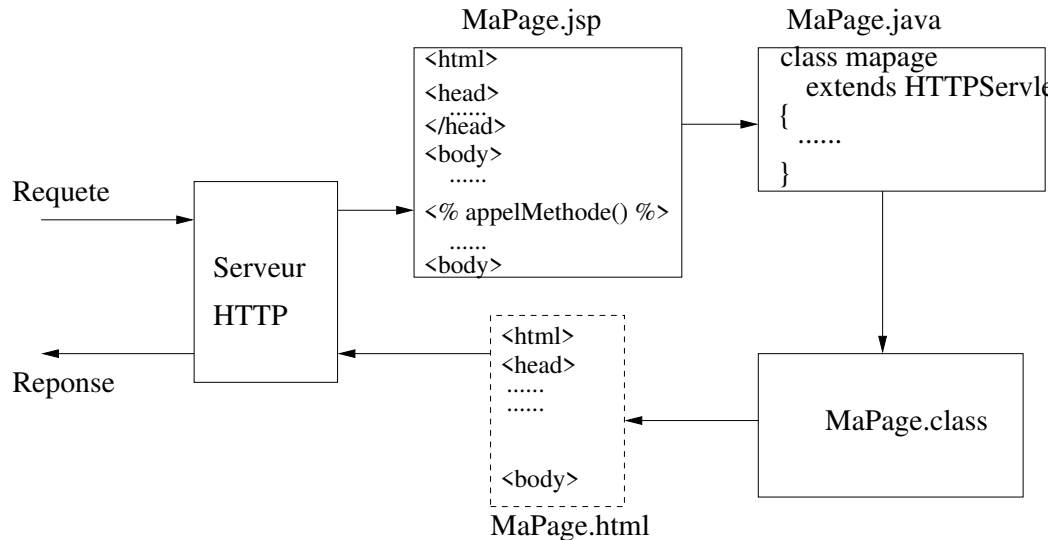 MaPage.jsp
<html>
<head>
......
</head>
<body>
......
<% appelMethode() %>
......
<body>
MaPage.java
class mapage
extends HTTPServle
{
......
}
Requete
Serveur
HTTP
Reponse
<html>
<head>
......
......
<body>
MaPage.html
MaPage.class